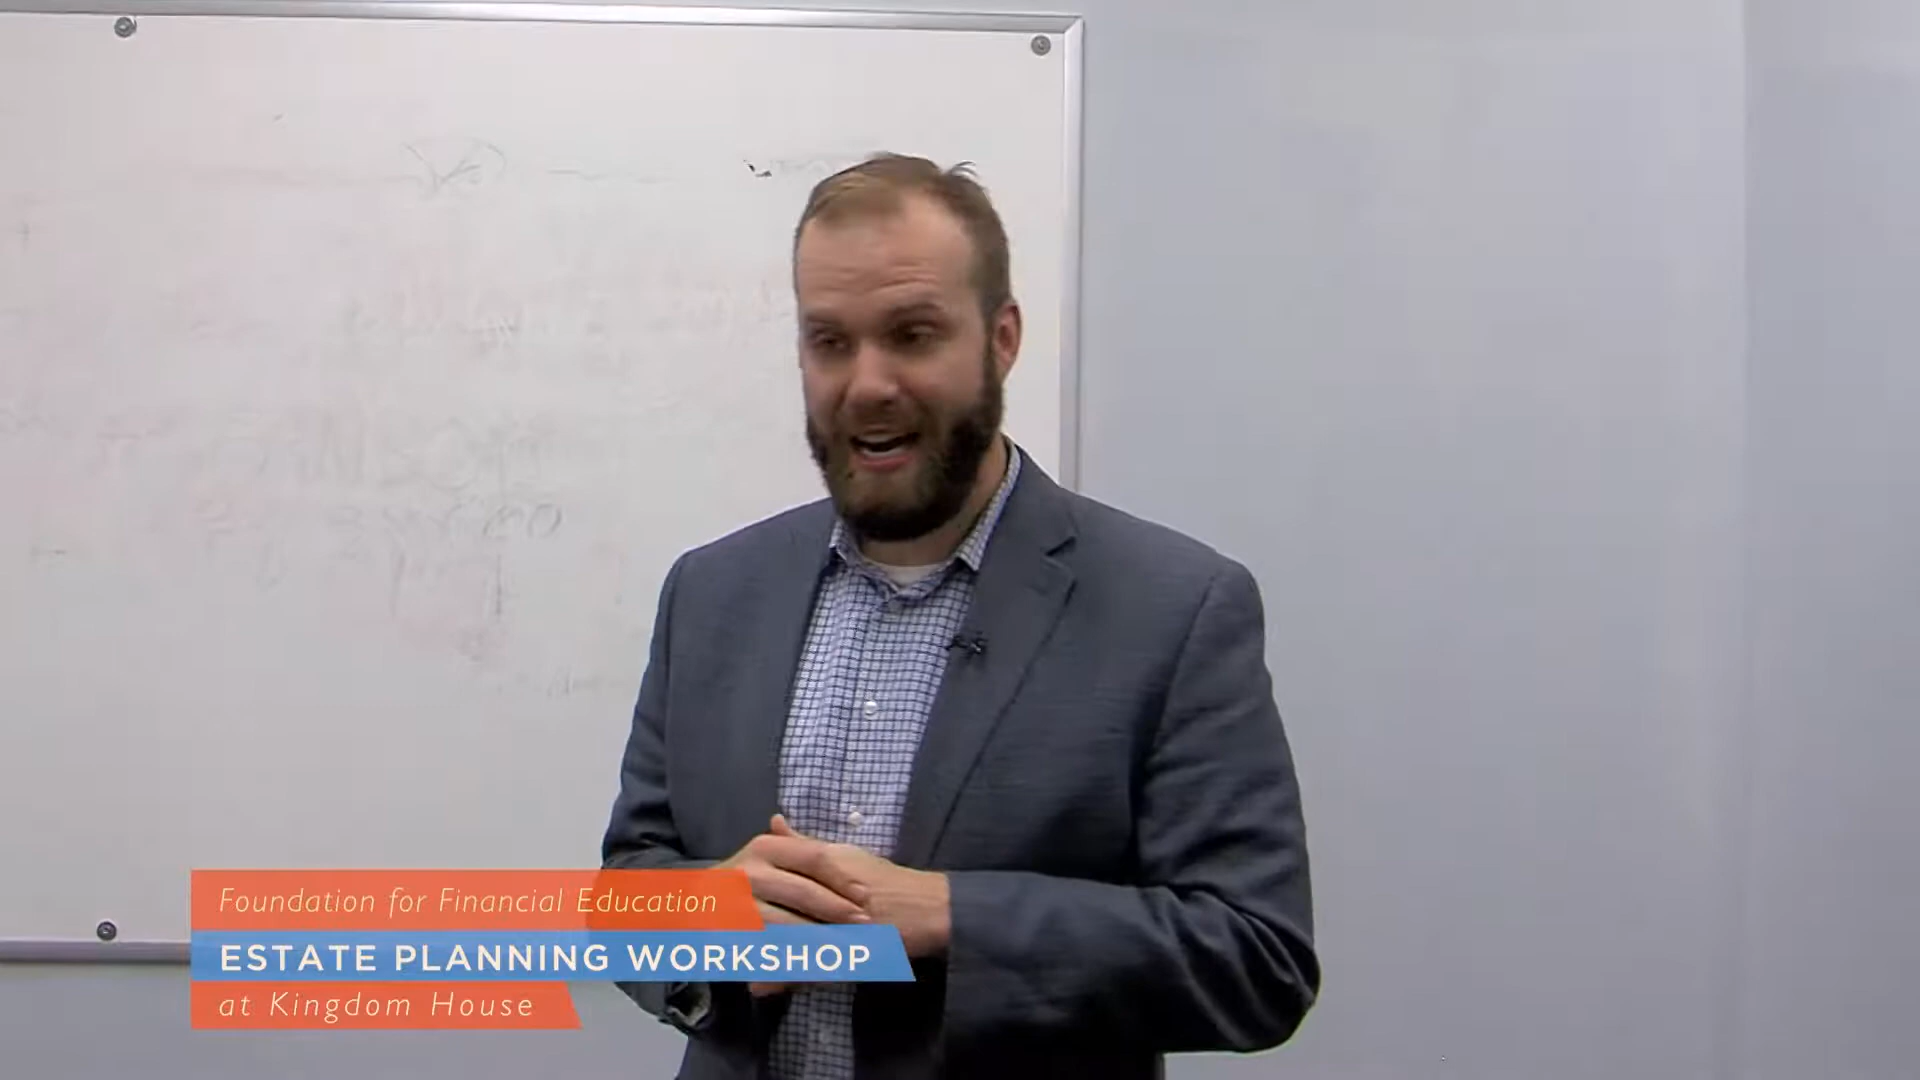 Foundation for Financial Education
ESTATE PLANNING WORKSHOP
at Kingdom House